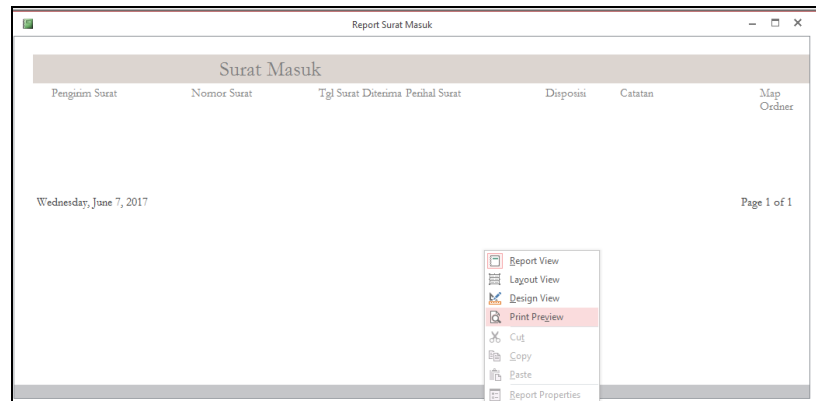 Report Surat Masuk
Surat Masuk
Pengirim Surat Nomor Surat Tgl Surat Diterima Perihal Surat Disposisi Catatan Map
Ordner
Wednesday, June 7, 2017 Page 1 of 1
Report View
Layout View
Design View
Print Preview
Cut
Copy
Paste
Report Properties